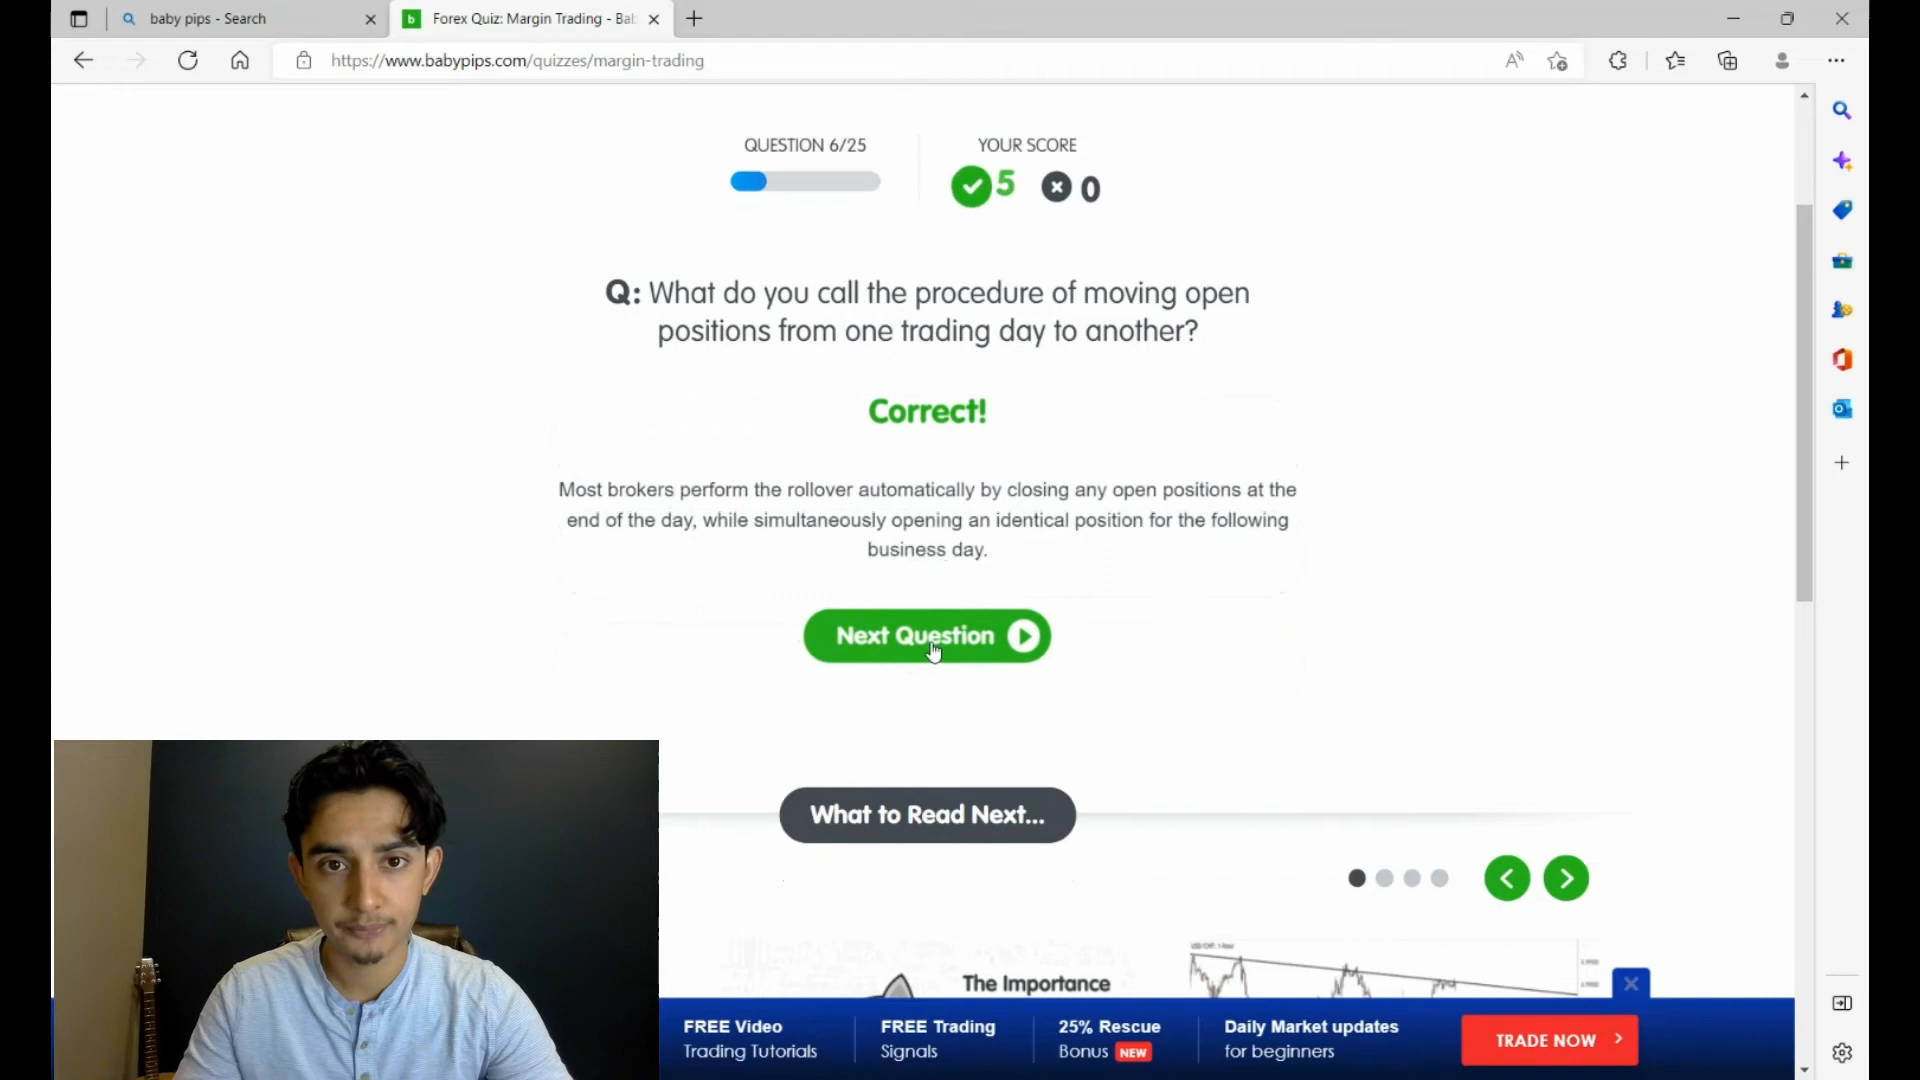 baby pips - Search
Forex Quiz: Margin Trading - Bab
https://www.babypips.com/quizzes/margin-trading
QUESTION 6/25
YOUR SCORE
5
0
Q: What do you call the procedure of moving open
positions from one trading day to another?
Correct!
Most brokers perform the rollover automatically by closing any open positions at the
end of the day, while simultaneously opening an identical position for the following
business day.
Next Question
What to Read Next...
The Importance
FREE Video
Trading Tutorials
FREE Trading
Signals
25% Rescue
Bonus NEW
Daily Market updates
for beginners
TRADE NOW